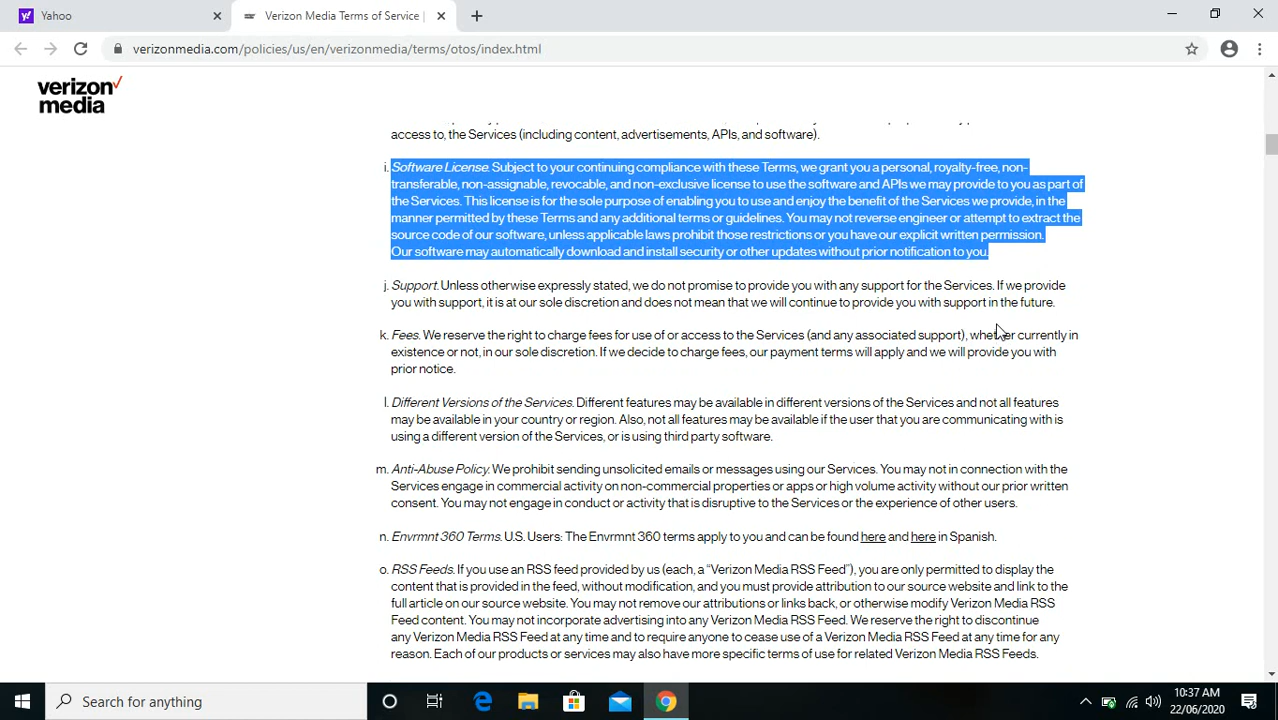 Yahoo
Verizon Media Terms of Service |
verizonmedia.com/policies/us/en/verizonmedia/terms/otos/index.html
verizon
media
access to, the Services (including content, advertisements, APIs, and software).
i. Software License. Subject to your continuing compliance with these Terms, we grant you a personal, royalty-free, non-
transferable, non-assignable, revocable, and non-exclusive license to use the software and APIs we may provide to you as part of
the Services. This license is for the sole purpose of enabling you to use and enjoy the benefit of the Services we provide, in the
manner permitted by these Terms and any additional terms or guidelines. You may not reverse engineer or attempt to extract the
source code of our software, unless applicable laws prohibit those restrictions or you have our explicit written permission.
Our software may automatically download and install security or other updates without prior notification to you.
j. Support. Unless otherwise expressly stated, we do not promise to provide you with any support for the Services. If we provide
you with support, it is at our sole discretion and does not mean that we will continue to provide you with support in the future.
k. Fees. We reserve the right to charge fees for use of or access to the Services (and any associated support), whether currently in
existence or not, in our sole discretion. If we decide to charge fees, our payment terms will apply and we will provide you with
prior notice.
l. Different Versions of the Services. Different features may be available in different versions of the Services and not all features
may be available in your country or region. Also, not all features may be available if the user that you are communicating with is
using a different version of the Services, or is using third party software.
m. Anti-Abuse Policy. We prohibit sending unsolicited emails or messages using our Services. You may not in connection with the
Services engage in commercial activity on non-commercial properties or apps or high volume activity without our prior written
consent. You may not engage in conduct or activity that is disruptive to the Services or the experience of other users.
n. Envrmnt 360 Terms. U.S. Users: The Envrmnt 360 terms apply to you and can be found here and here in Spanish.
o. RSS Feeds. If you use an RSS feed provided by us (each, a “Verizon Media RSS Feed”), you are only permitted to display the
content that is provided in the feed, without modification, and you must provide attribution to our source website and link to the
full article on our source website. You may not remove our attributions or links back, or otherwise modify Verizon Media RSS
Feed content. You may not incorporate advertising into any Verizon Media RSS Feed. We reserve the right to discontinue
any Verizon Media RSS Feed at any time and to require anyone to cease use of a Verizon Media RSS Feed at any time for any
reason. Each of our products or services may also have more specific terms of use for related Verizon Media RSS Feeds.
Search for anything
10:37 AM
22/06/2020